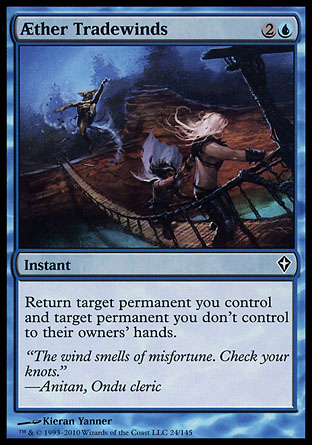 Æther Tradewinds 2
Instant
Return target permanent you control
and target permanent you don't control
to their owners' hands.
"The wind smells of misfortune. Check your
knots."
—Anitan, Ondu cleric
Kieran Yanner
™ & © 1993–2010 Wizards of the Coast LLC 24/145